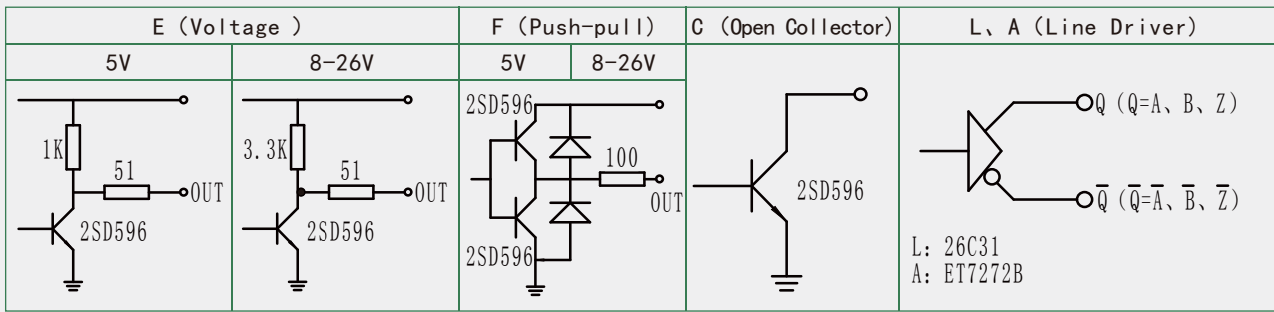 E (Voltage )
F (Push-pull)
C (Open Collector)
L、A (Line Driver)
5V
8-26V
5V
8-26V
1K
51
OUT
2SD596
3.3K
51
OUT
2SD596
2SD596
100
OUT
2SD596
2SD596
Q (Q=A、B、Z)
Q̅ (Q̅=A̅、B̅、Z̅)
L: 26C31
A: ET7272B